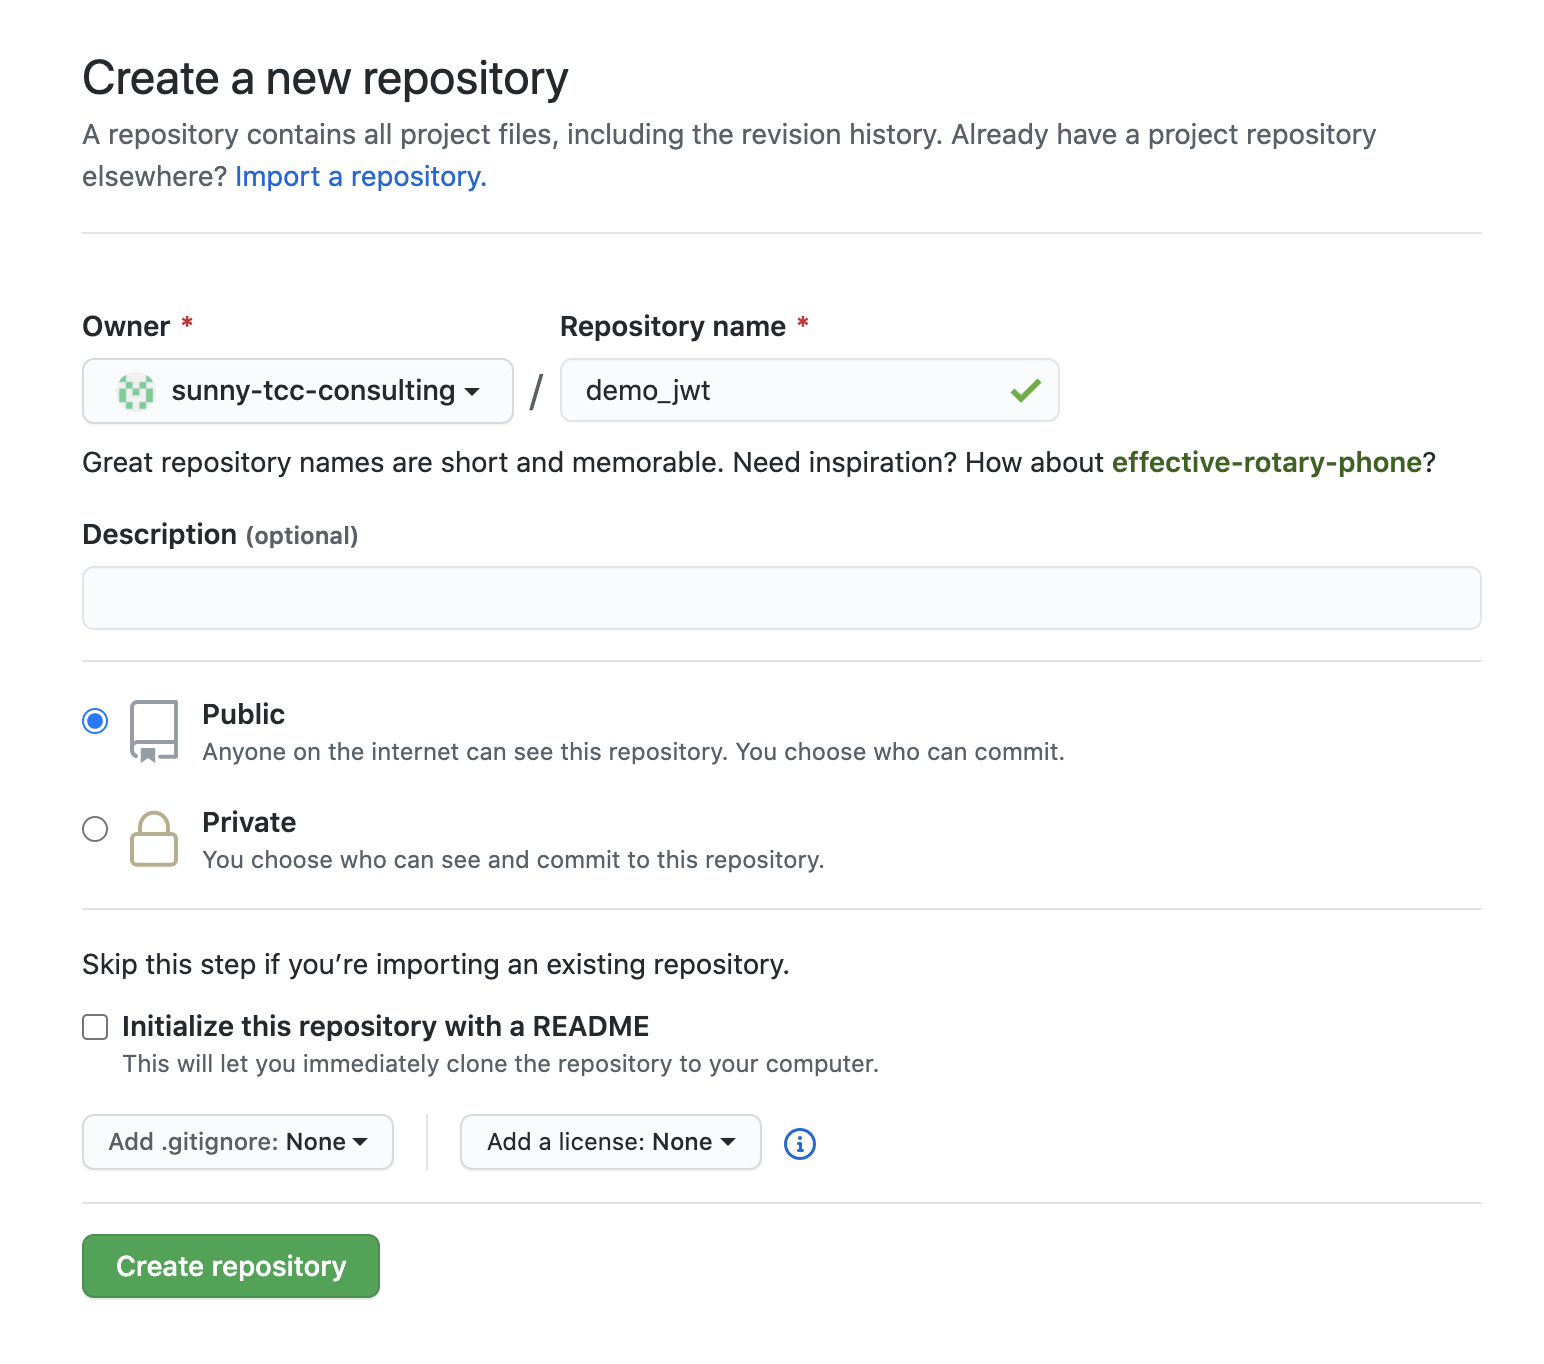 Create a new repository
A repository contains all project files, including the revision history. Already have a project repository
elsewhere? Import a repository.
Owner * Repository name *
sunny-tcc-consulting / demo_jwt
Great repository names are short and memorable. Need inspiration? How about effective-rotary-phone?
Description (optional)
Public
Anyone on the internet can see this repository. You choose who can commit.
Private
You choose who can see and commit to this repository.
Skip this step if you’re importing an existing repository.
Initialize this repository with a README
This will let you immediately clone the repository to your computer.
Add .gitignore: None Add a license: None
Create repository